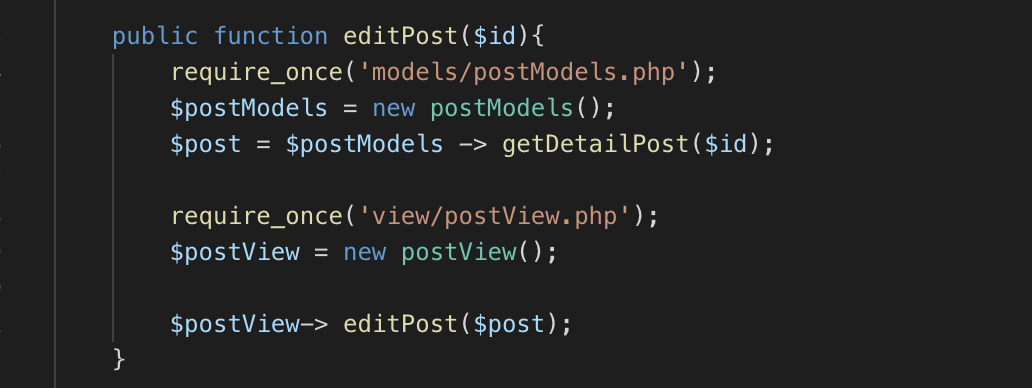 public function editPost($id){
require_once('models/postModels.php');
$postModels = new postModels();
$post = $postModels -> getDetailPost($id);
require_once('view/postView.php');
$postView = new postView();
$postView-> editPost($post);
}